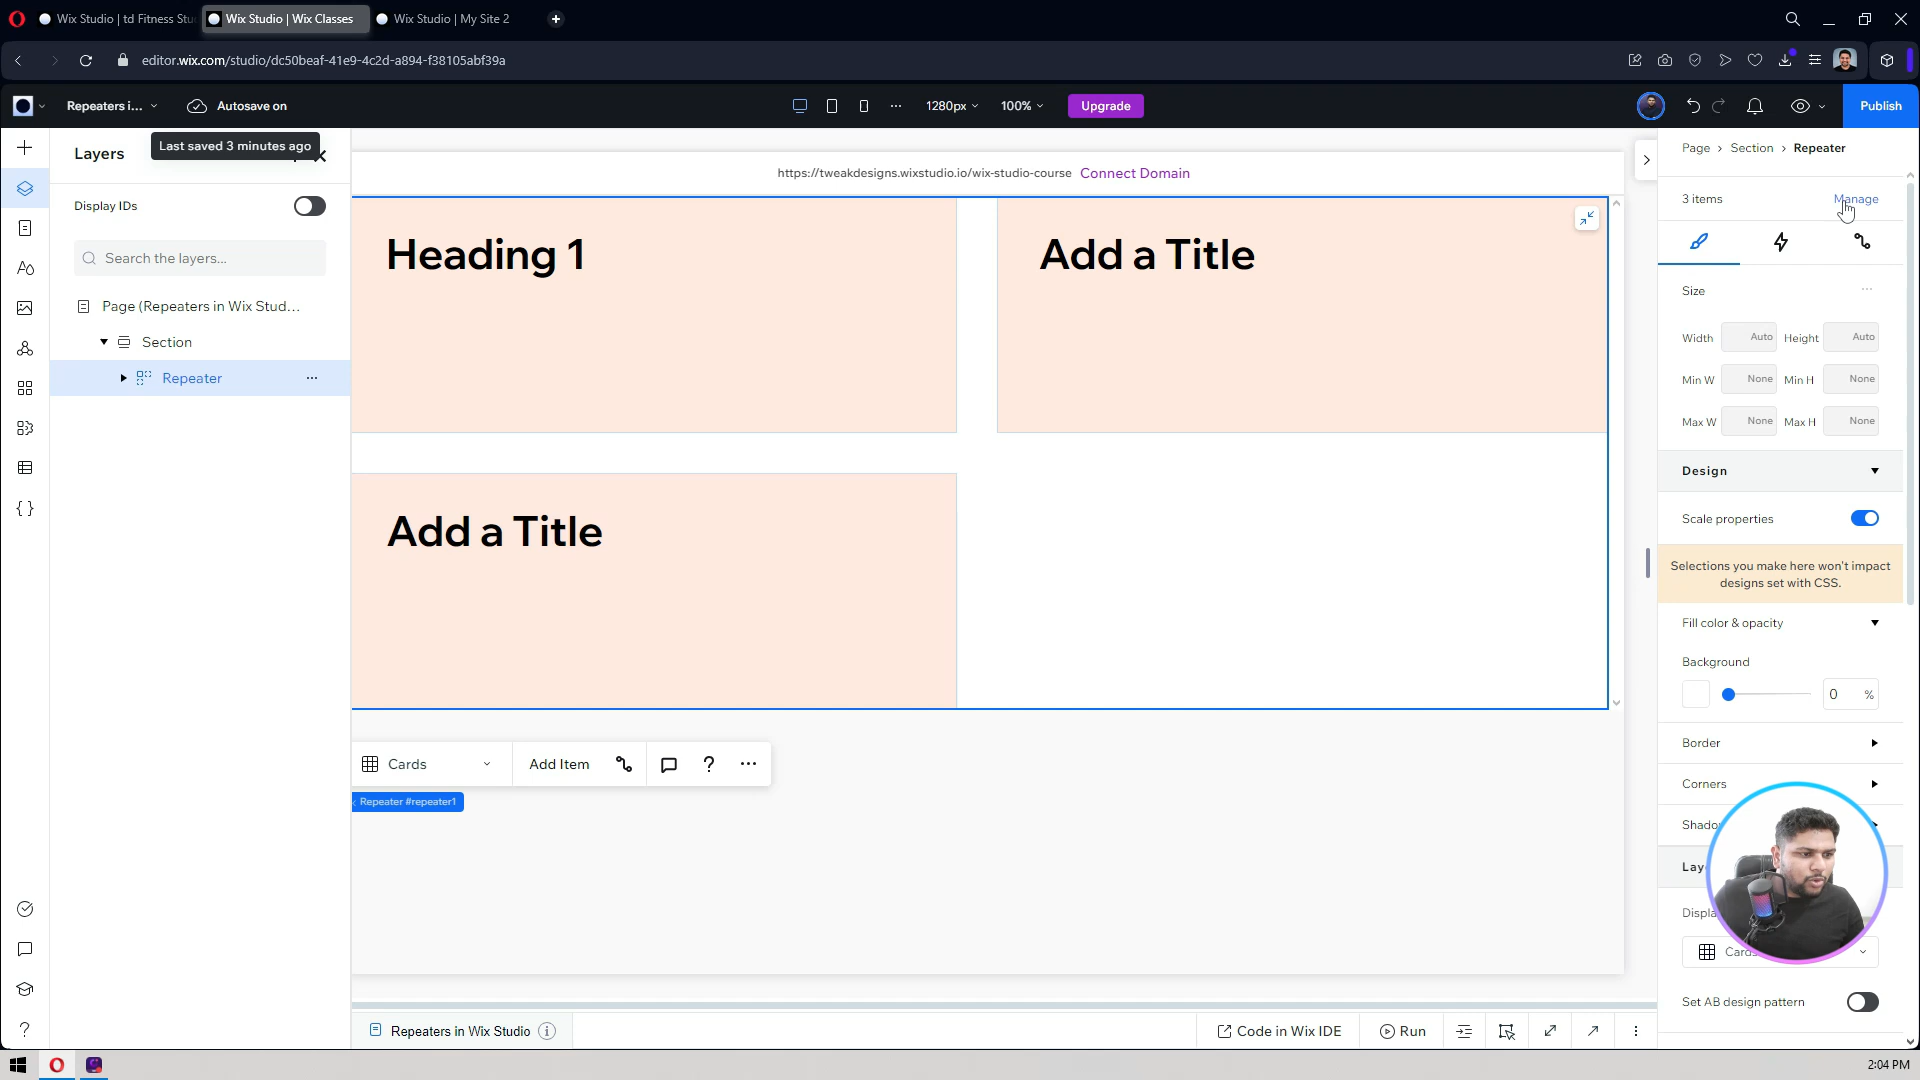 Wix Studio | td Fitness Stu
Wix Studio | Wix Classes
Wix Studio | My Site 2
editor.wix.com/studio/dc50beaf-41e9-4c2d-a894-f38105abf39a
Repeaters i...
Autosave on
1280px
100%
Upgrade
Publish
Layers
Last saved 3 minutes ago
Display IDs
Search the layers...
Page (Repeaters in Wix Stud...
Section
Repeater
https://tweakdesigns.wixstudio.io/wix-studio-course Connect Domain
Heading 1
Add a Title
Add a Title
Cards
Add Item
Repeater #repeater1
Page > Section > Repeater
3 items
Manage
Size
Width Auto Height Auto
Min W None Min H None
Max W None Max H None
Design
Scale properties
Selections you make here won't impact
designs set with CSS.
Fill color & opacity
Background
0 %
Border
Corners
Set AB design pattern
Repeaters in Wix Studio
Code in Wix IDE
Run
2:04 PM